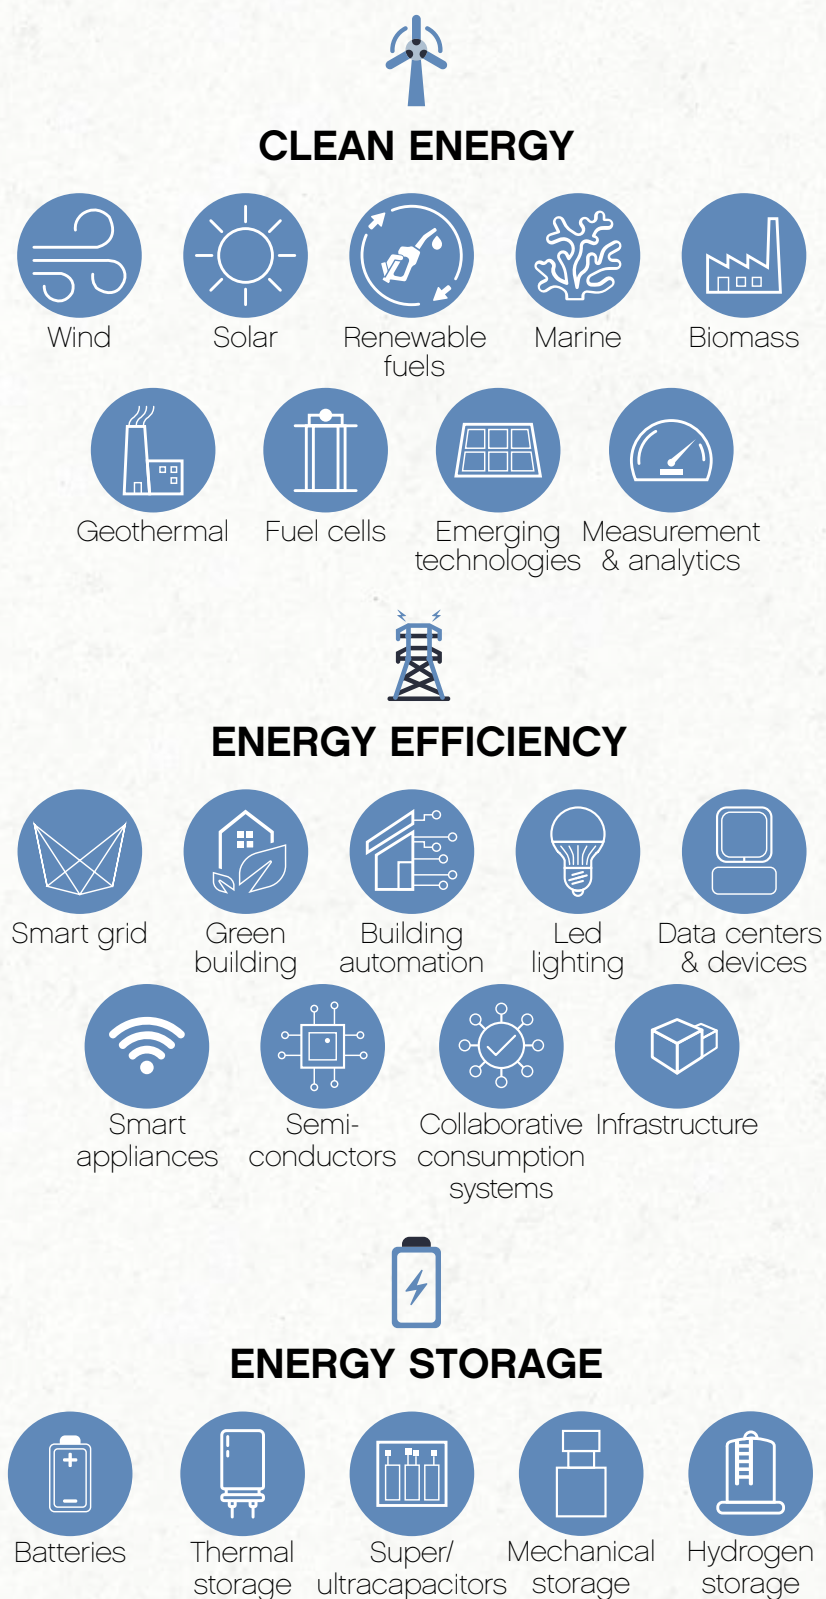 CLEAN ENERGY
Wind Solar Renewable Marine Biomass
fuels
Geothermal Fuel cells Emerging Measurement
technologies & analytics
ENERGY EFFICIENCY
Smart grid Green Building Led Data centers
building automation lighting & devices
Smart Semi- Collaborative Infrastructure
appliances conductors consumption
systems
ENERGY STORAGE
Batteries Thermal Super/ Mechanical Hydrogen
storage ultracapacitors storage storage